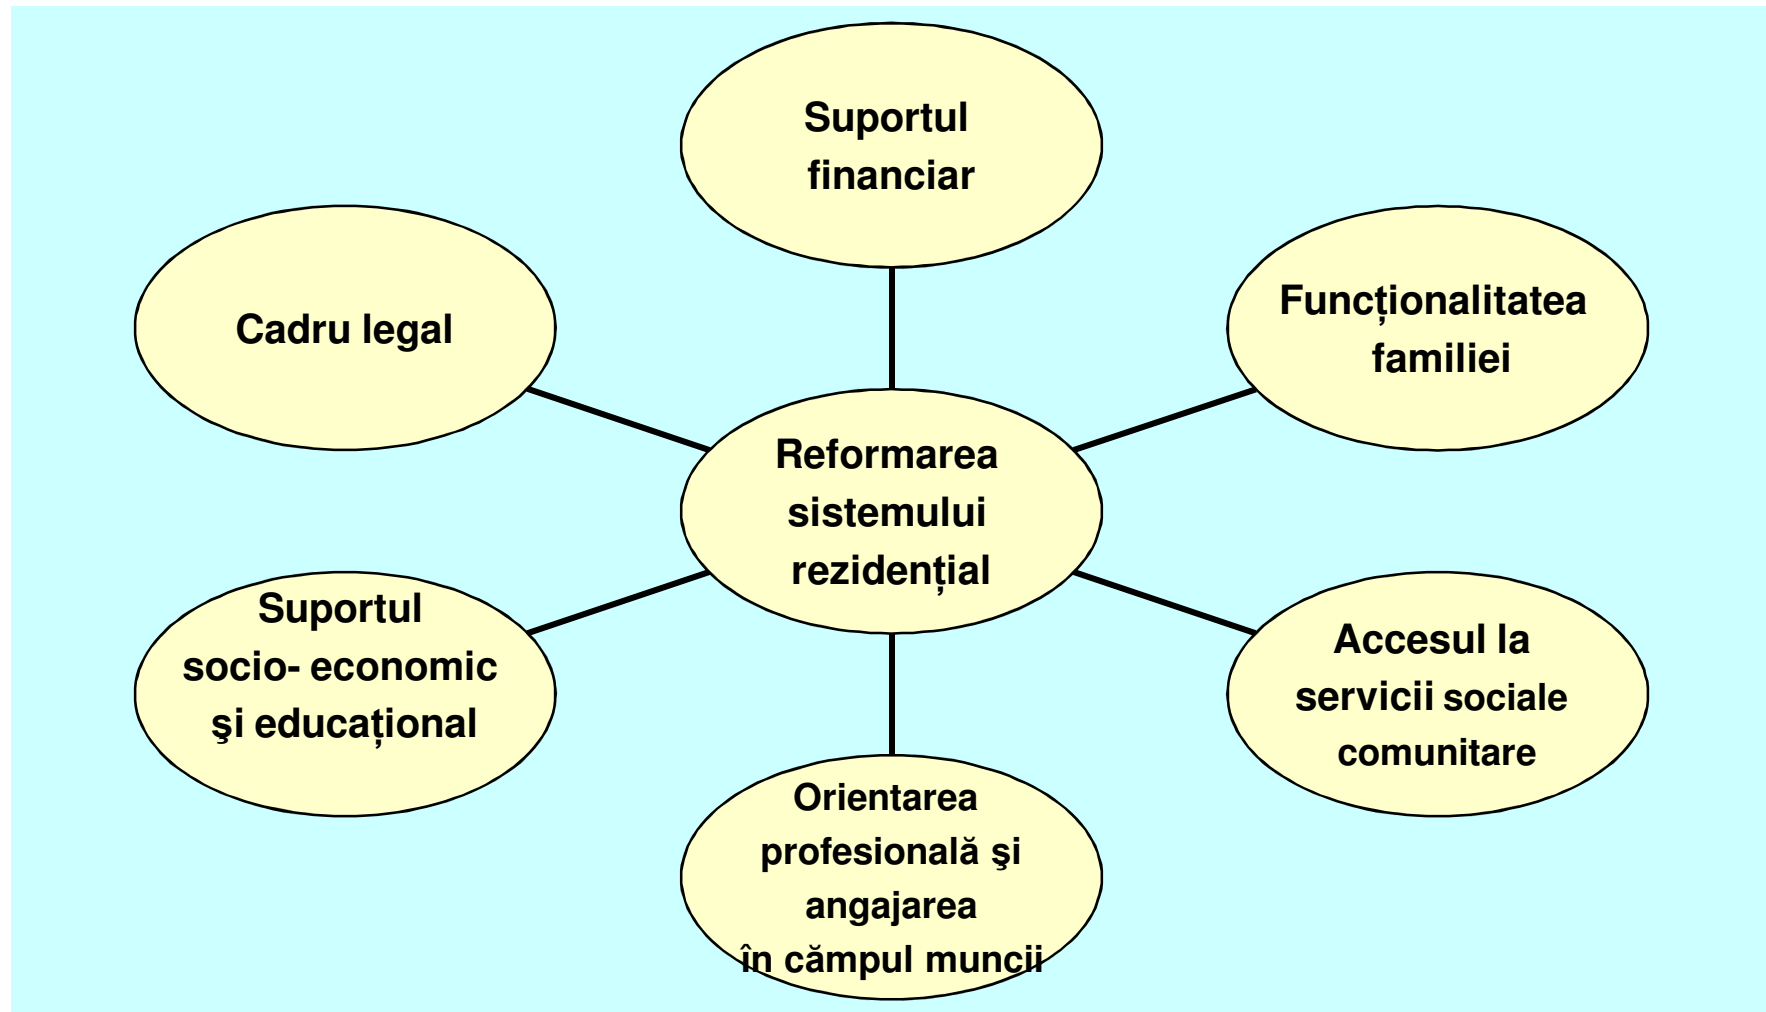 Suportul
financiar
Cadru legal
Funcționalitatea
familiei
Reformarea
sistemului
rezidențial
Suportul
socio- economic
şi educațional
Accesul la
servicii sociale
comunitare
Orientarea
profesională şi
angajarea
în cămpul muncii